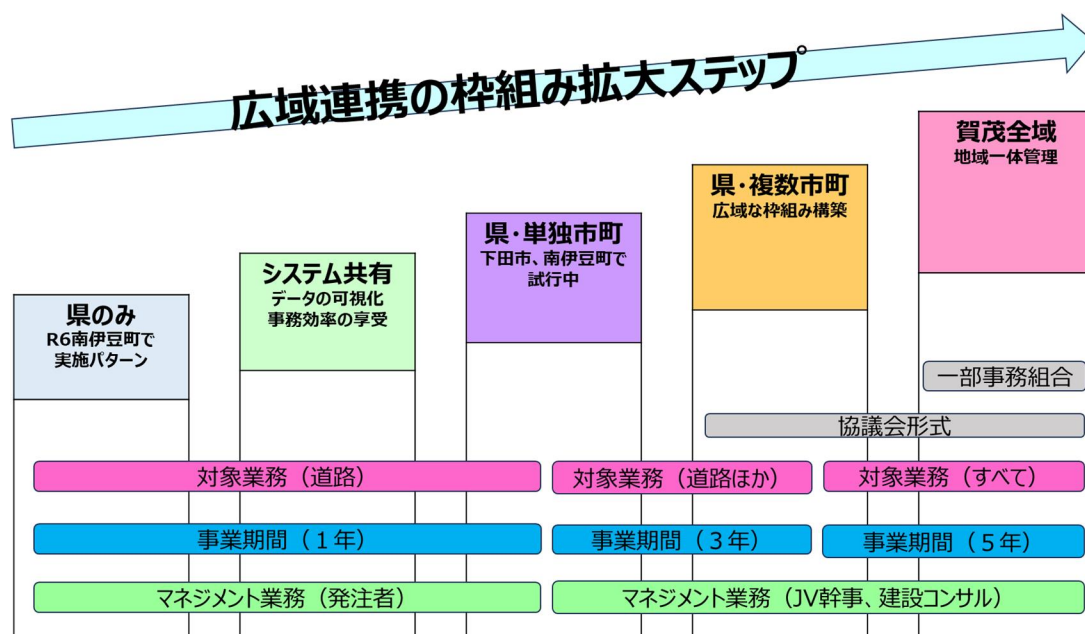 広域連携の枠組み拡大ステップ
県のみ
R6南伊豆町で
実施パターン
システム共有
データの可視化
事務効率の享受
県・単独市町
下田市、南伊豆町で
試行中
県・複数市町
広域な枠組み構築
賀茂全域
地域一体管理
一部事務組合
協議会形式
対象業務（道路）
対象業務（道路ほか）
対象業務（すべて）
事業期間（１年）
事業期間（３年）
事業期間（５年）
マネジメント業務（発注者）
マネジメント業務（JV幹事、建設コンサル）